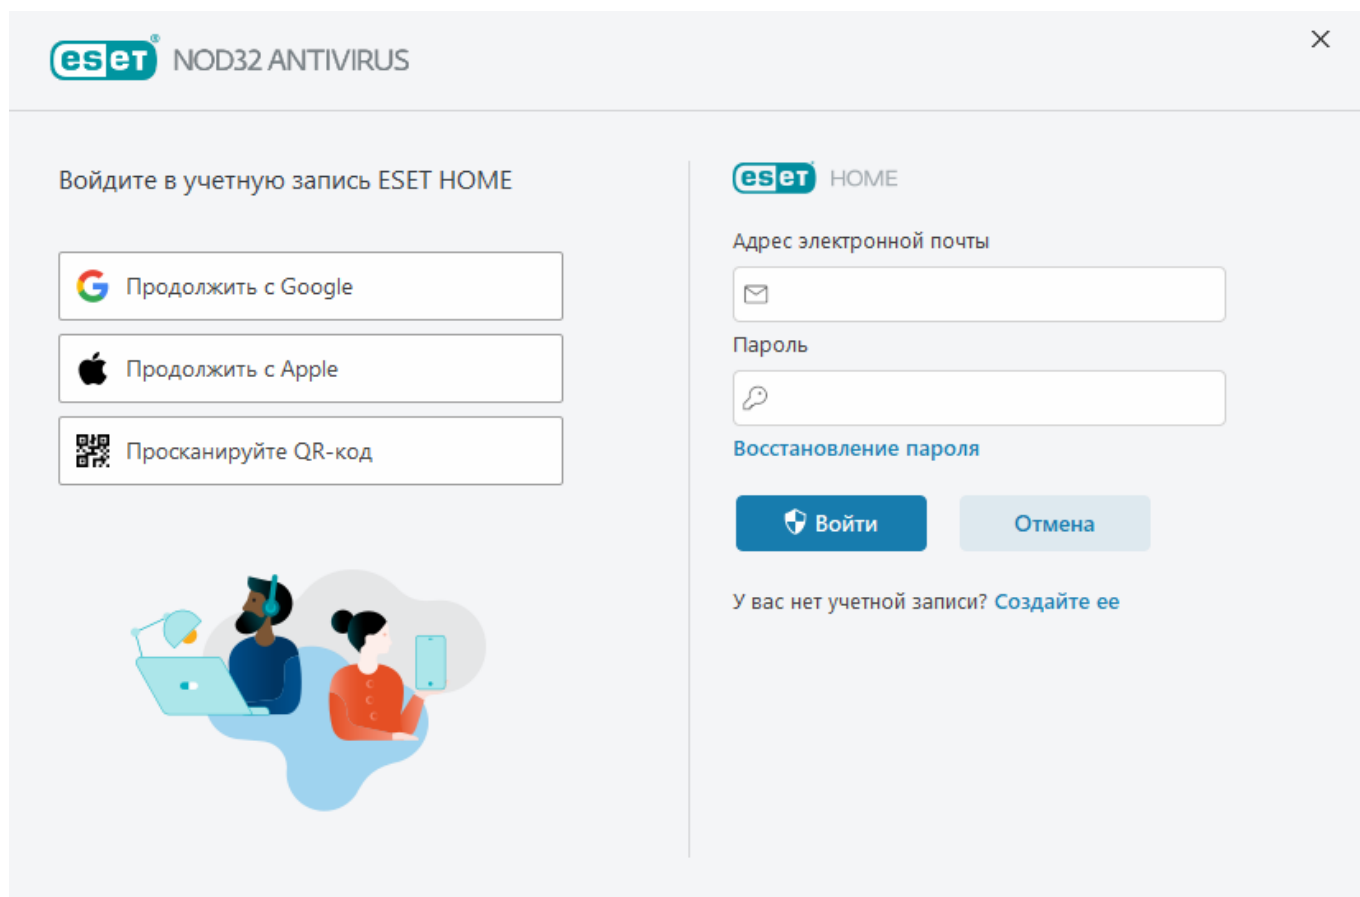 eset® NOD32 ANTIVIRUS
Войдите в учетную запись ESET HOME
Продолжить с Google
Продолжить с Apple
Просканируйте QR-код
eset HOME
Адрес электронной почты
Пароль
Восстановление пароля
Войти
Отмена
У вас нет учетной записи? Создайте ее